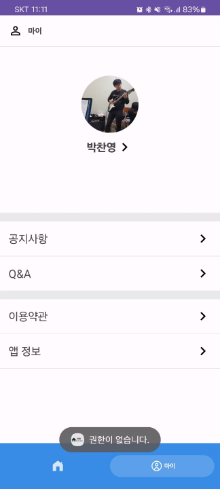 SKT 11:11
83%
마이
박찬영
공지사항
Q&A
이용약관
앱 정보
권한이 없습니다.
마이